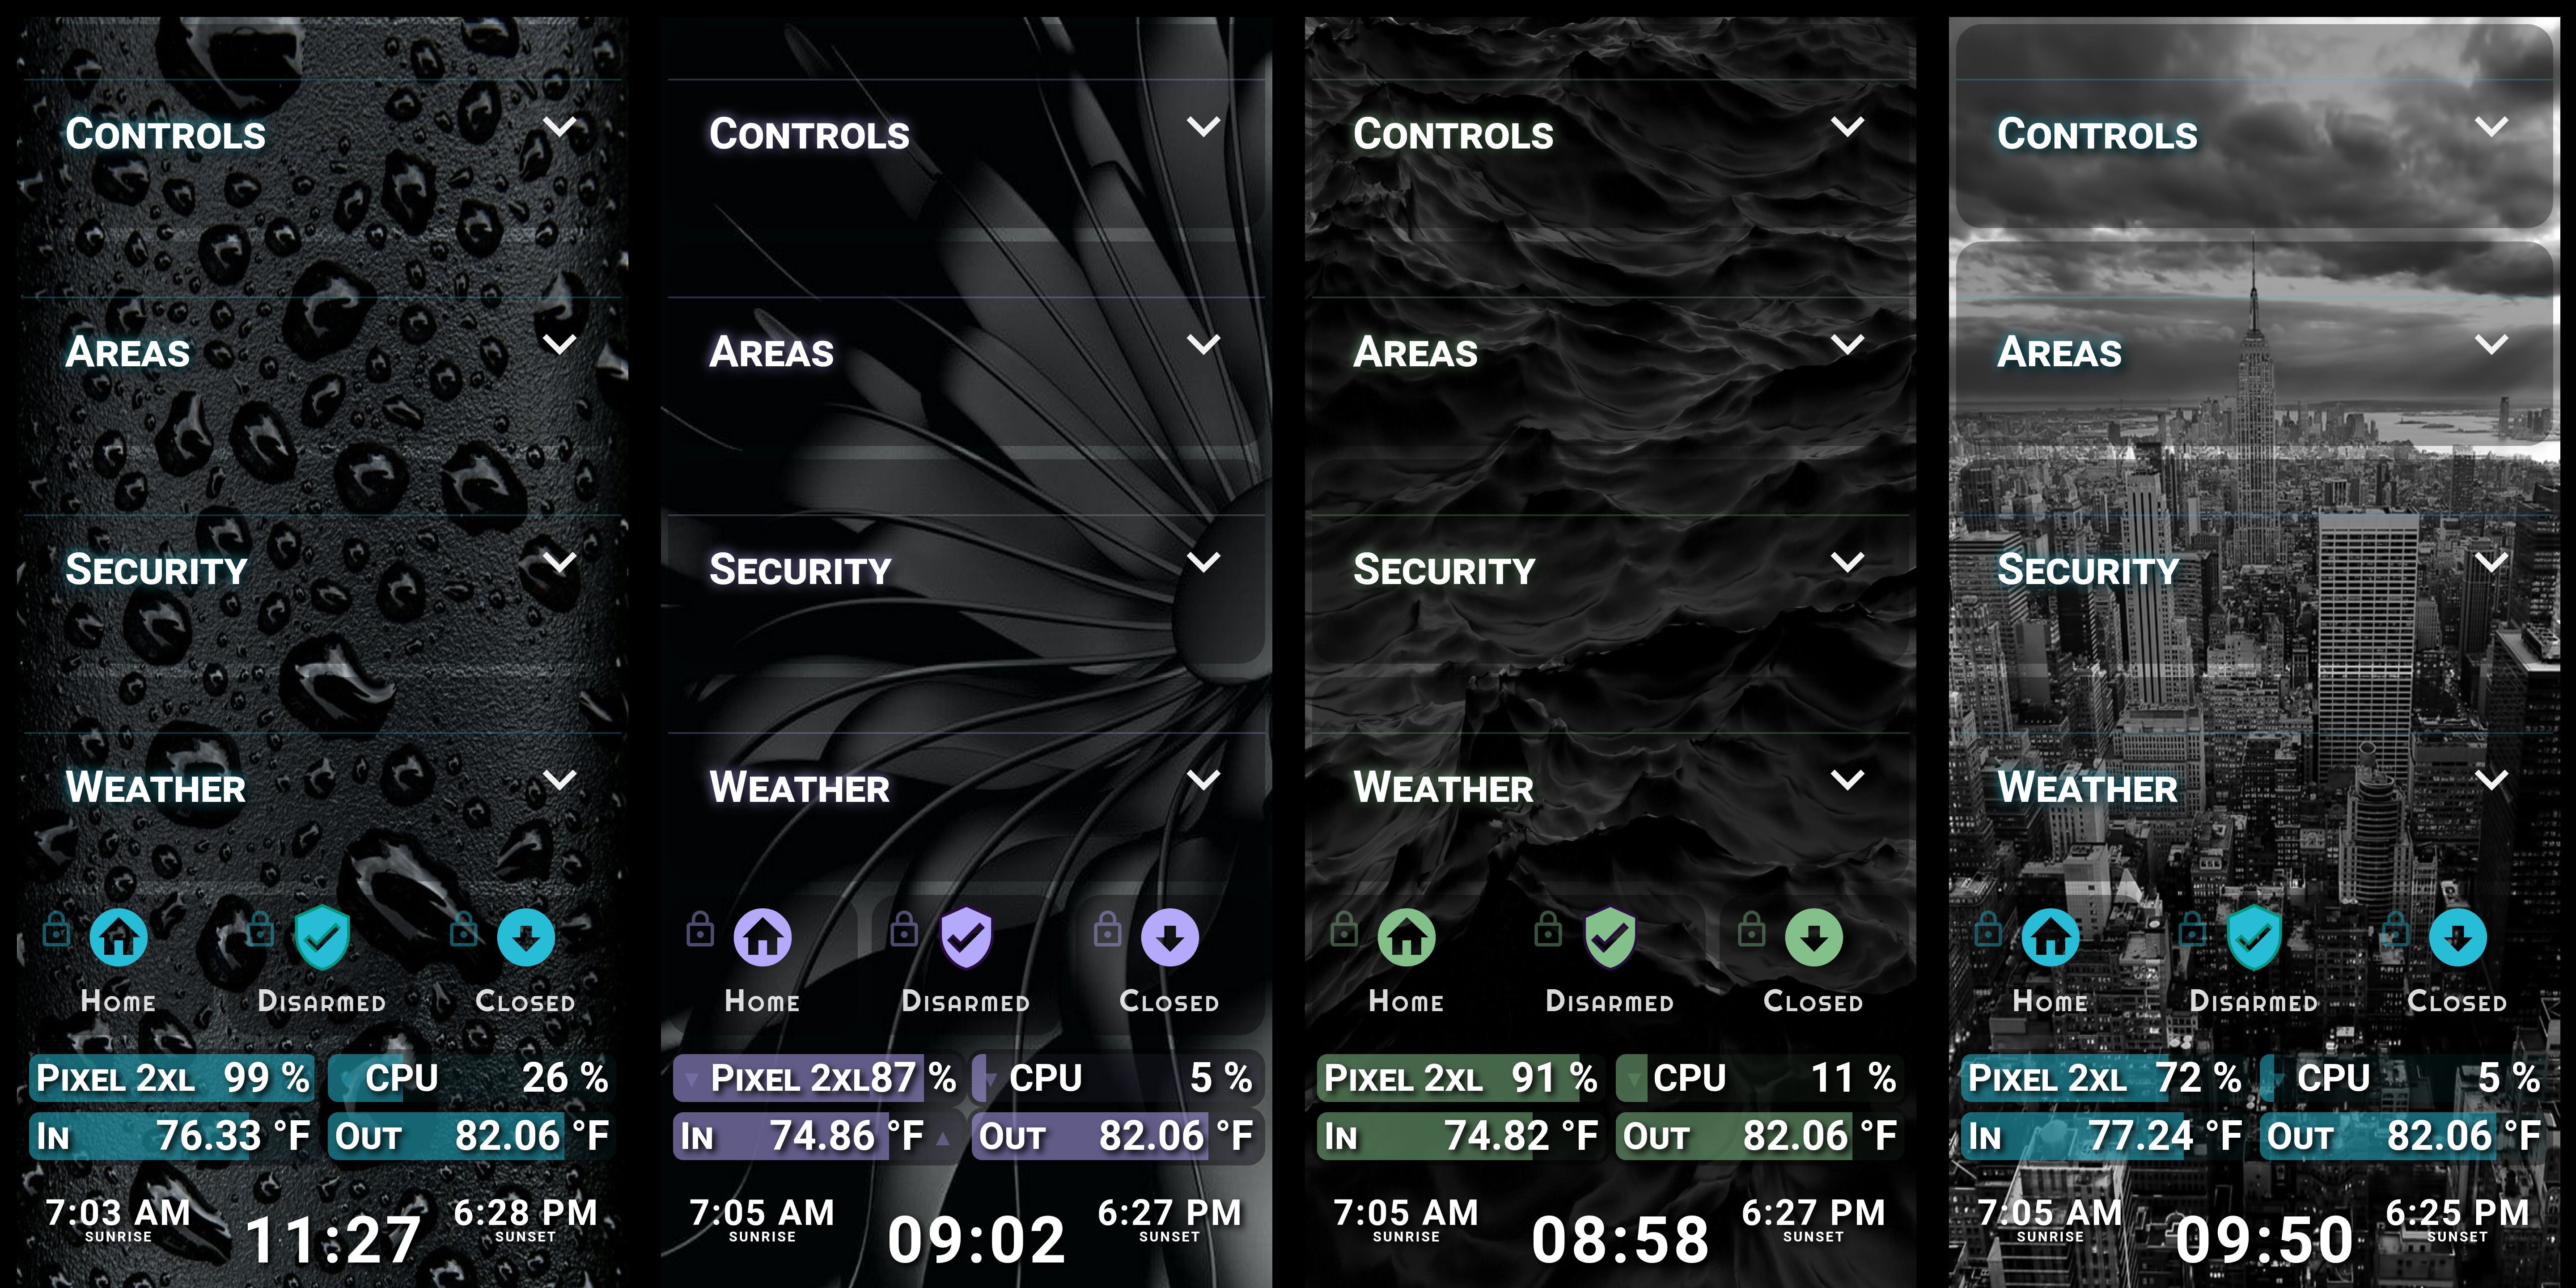 Controls
Areas
Security
Weather
Home Disarmed Closed
Pixel 2XL 99 % CPU 26 %
In 76.33 °F Out 82.06 °F
7:03 AM 11:27 6:28 PM
SUNRISE SUNSET
Controls
Areas
Security
Weather
Home Disarmed Closed
Pixel 2XL 87 % CPU 5 %
In 74.86 °F Out 82.06 °F
7:05 AM 09:02 6:27 PM
SUNRISE SUNSET
Controls
Areas
Security
Weather
Home Disarmed Closed
Pixel 2XL 91 % CPU 11 %
In 74.82 °F Out 82.06 °F
7:05 AM 08:58 6:27 PM
SUNRISE SUNSET
Controls
Areas
Security
Weather
Home Disarmed Closed
Pixel 2XL 72 % CPU 5 %
In 77.24 °F Out 82.06 °F
7:05 AM 09:50 6:25 PM
SUNRISE SUNSET